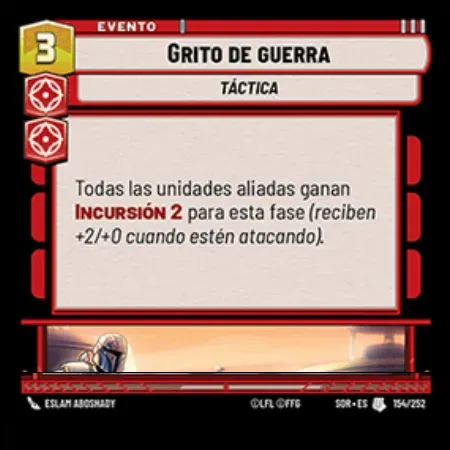 EVENTO
3
GRITO DE GUERRA
TÁCTICA
Todas las unidades aliadas ganan
INCURSIÓN 2 para esta fase (reciben
+2/+0 cuando estén atacando).
ESLAM ABOSHADY
©LFL ©FFG
SOR • ES
154/252